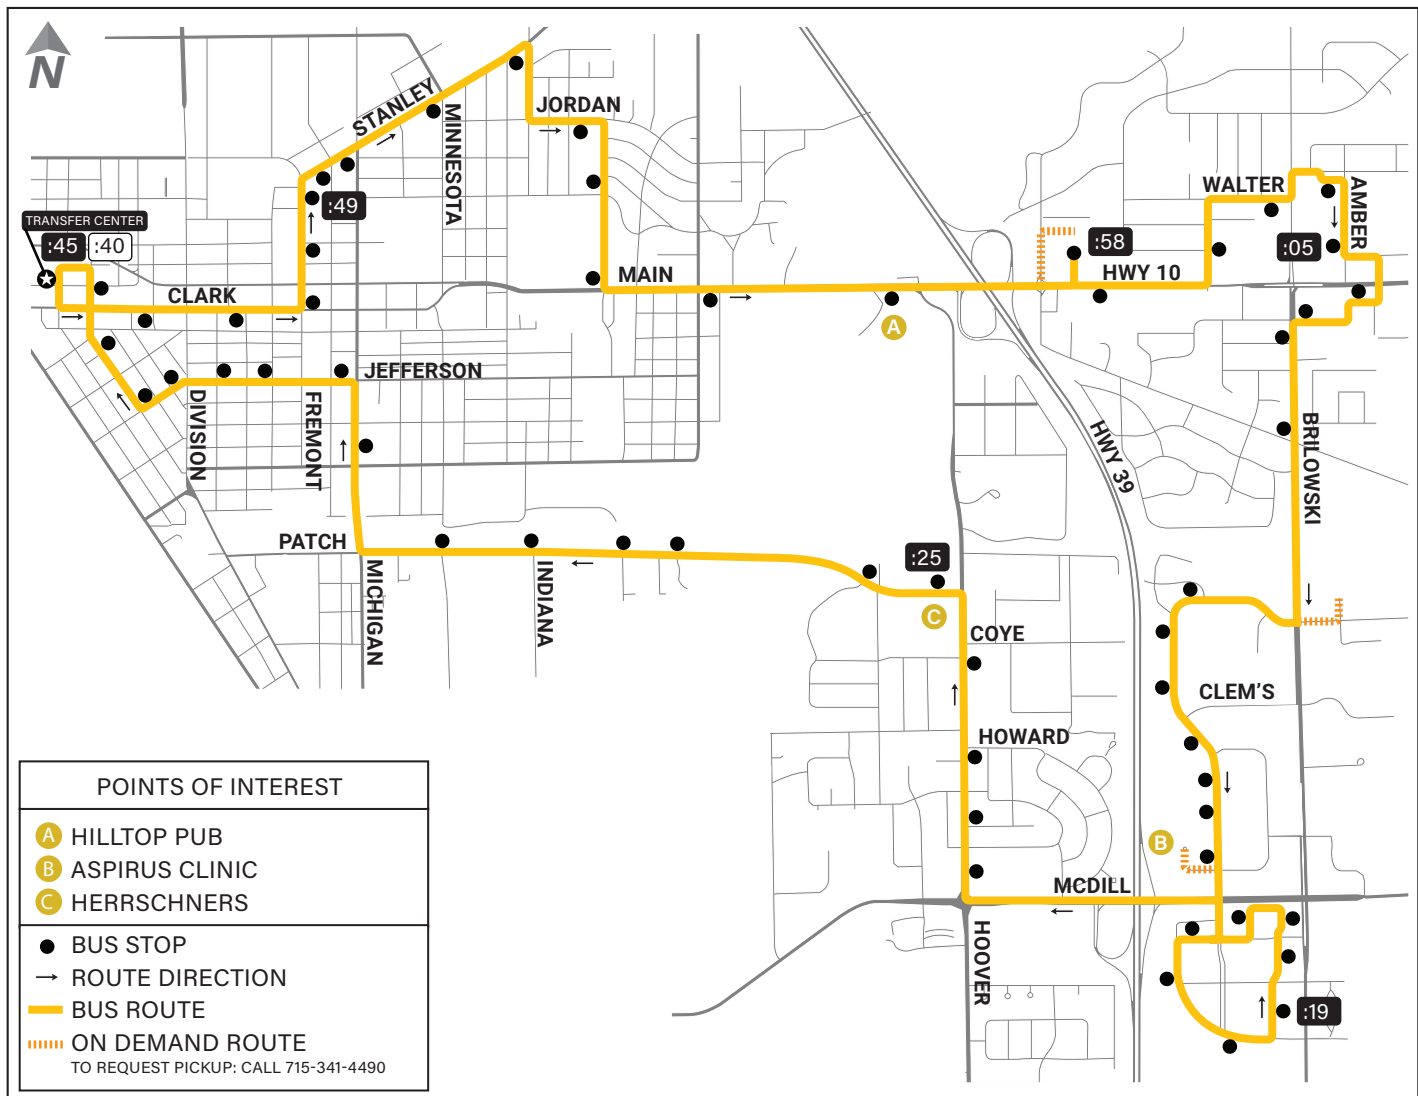 N
STANLEY
MINNESOTA
JORDAN
WALTER
AMBER
:49
TRANSFER CENTER
:45
:40
CLARK
MAIN
:58
HWY 10
:05
A
JEFFERSON
DIVISION
FREMONT
HWY 39
BRILOWSKI
PATCH
MICHIGAN
INDIANA
:25
C
COYE
CLEM'S
HOWARD
B
MCDILL
HOOVER
:19
POINTS OF INTEREST
A HILLTOP PUB
B ASPIRUS CLINIC
C HERRSCHNERS
BUS STOP
ROUTE DIRECTION
BUS ROUTE
ON DEMAND ROUTE
TO REQUEST PICKUP: CALL 715-341-4490